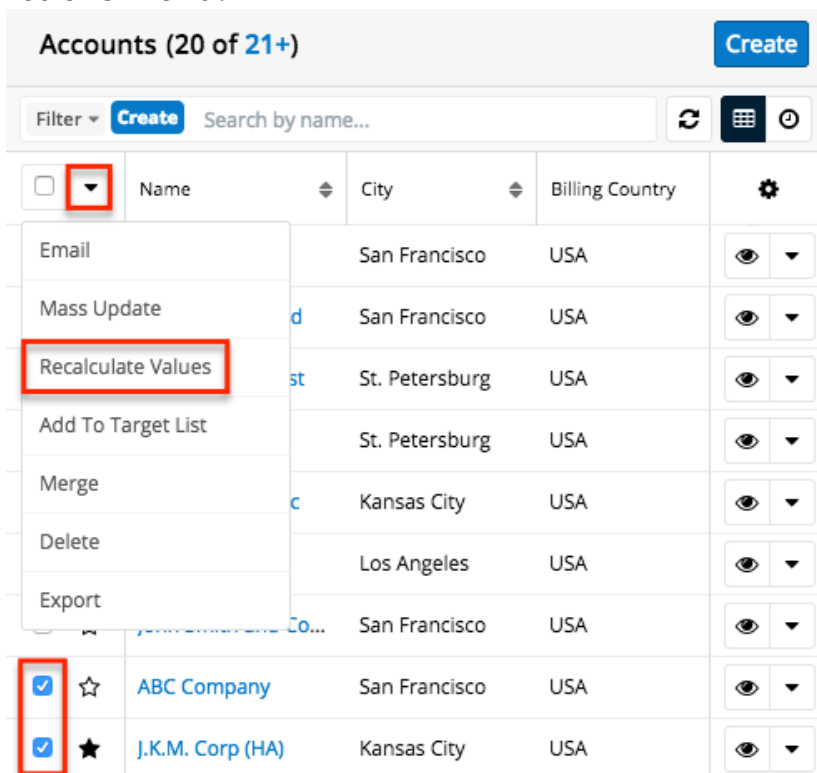 Accounts (20 of 21+) Create
Filter Create Search by name...
Name City Billing Country
Email San Francisco USA
Mass Update d San Francisco USA
Recalculate Values st St. Petersburg USA
Add To Target List St. Petersburg USA
Merge c Kansas City USA
Delete Los Angeles USA
Export
Co... San Francisco USA
ABC Company San Francisco USA
J.K.M. Corp (HA) Kansas City USA